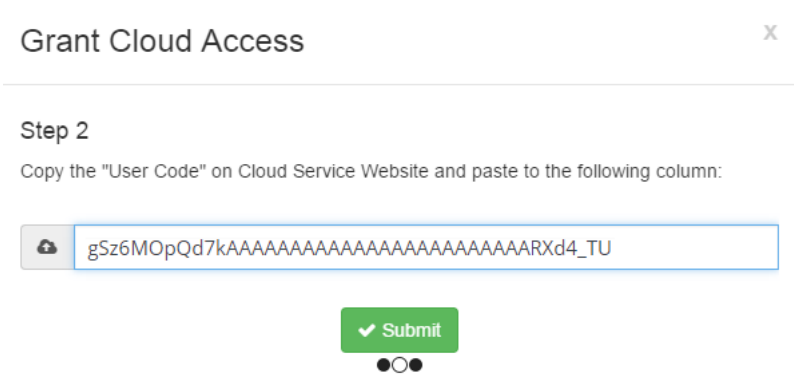 Grant Cloud Access
x
Step 2
Copy the "User Code" on Cloud Service Website and paste to the following column:
gSz6MOpQd7kAAAAAAAAAAAAAAAAAAAAAAAARXd4_TU
Submit